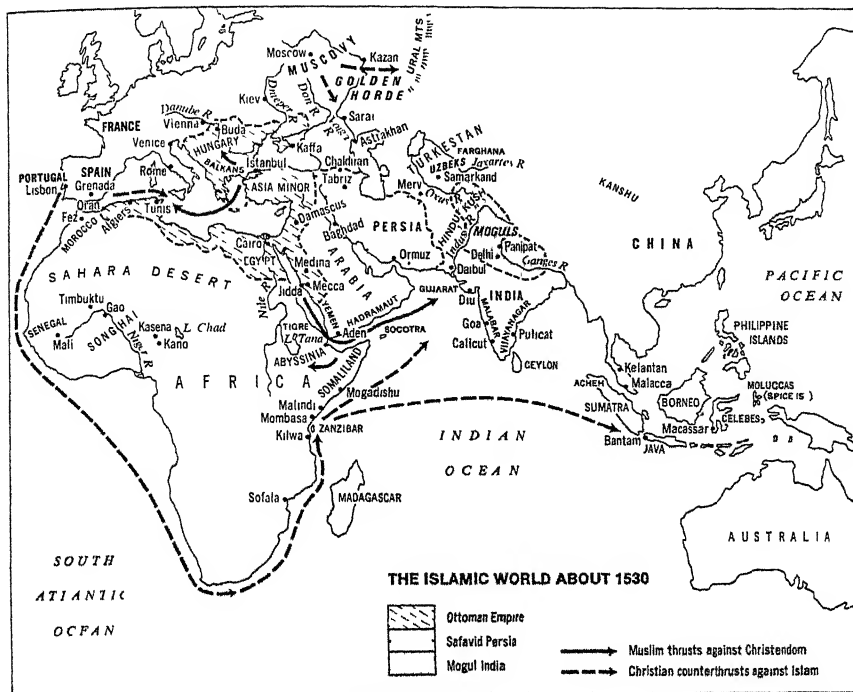 Moscow
MUSCOVY
Kazan
URAL MTS
GOLDEN
HORDE
Kiev
Dnieper R
Don R
Sarai
Astrakhan
FRANCE
Danube R
Vienna
Buda
HUNGARY
Venice
BALKANS
Kaffa
Istanbul
Chaldiran
Tabriz
ASIA MINOR
Rome
PORTUGAL
Lisbon
SPAIN
Grenada
Oran
Fez
Algiers
Tunis
MOROCCO
TURKESTAN
FARGHANA
UZBEKS
Jaxartes R
Samarkand
Merv
Oxus R
HINDU KUSH
Indus R
MOGULS
Panipat
Delhi
Ganges R
Daibul
KANSHU
CHINA
PACIFIC
OCEAN
Damascus
Baghdad
PERSIA
Ormuz
Cairo
EGYPT
Medina
Mecca
Jidda
ARABIA
Nile R
YEMEN
HADRAMAUT
Aden
SOCOTRA
SAHARA DESERT
Timbuktu
Gao
SENEGAL
Mali
SONGHAI
Niger R
Kasena
Kano
L Chad
TIGRE
L Tana
ABYSSINIA
SOMALILAND
AFRICA
Mogadishu
Malindi
Mombasa
ZANZIBAR
Kilwa
Sofala
MADAGASCAR
GUJARAT
Diu
INDIA
Goa
MALABAR
VIJAYANAGAR
Calicut
Pulicat
CEYLON
PHILIPPINE
ISLANDS
Kelantan
Malacca
ACHEH
SUMATRA
BORNEO
MOLUCCAS
(SPICE IS)
CELEBES
Macassar
Bantam
JAVA
INDIAN
OCEAN
AUSTRALIA
SOUTH
ATLANTIC
OCEAN
THE ISLAMIC WORLD ABOUT 1530
Ottoman Empire
Safavid Persia
Mogul India
Muslim thrusts against Christendom
Christian counterthrusts against Islam